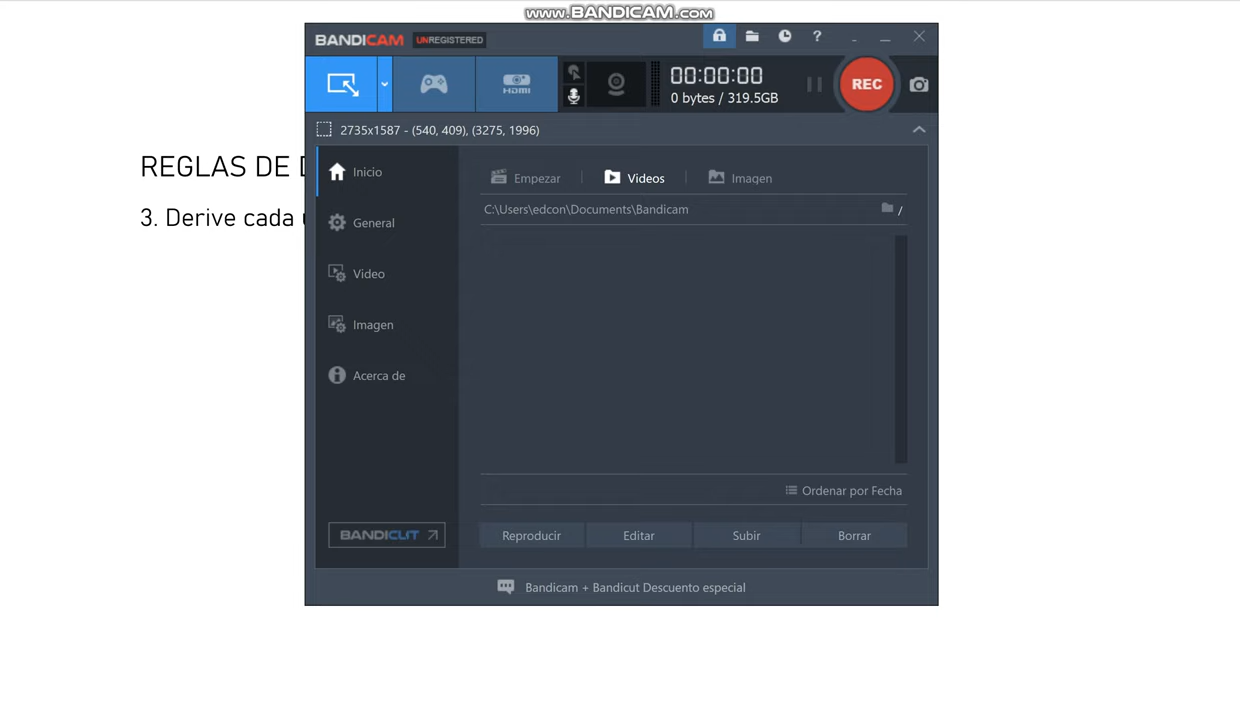 www.BANDICAM.com
BANDICAM UNREGISTERED
?
HDMI
00:00:00
0 bytes / 319.5GB
REC
2735x1587 - (540, 409), (3275, 1996)
REGLAS DE
3. Derive cada
Inicio
General
Video
Imagen
Acerca de
BANDICUT
Empezar
Videos
Imagen
C:\Users\edcon\Documents\Bandicam
/
Ordenar por Fecha
Reproducir
Editar
Subir
Borrar
Bandicam + Bandicut Descuento especial